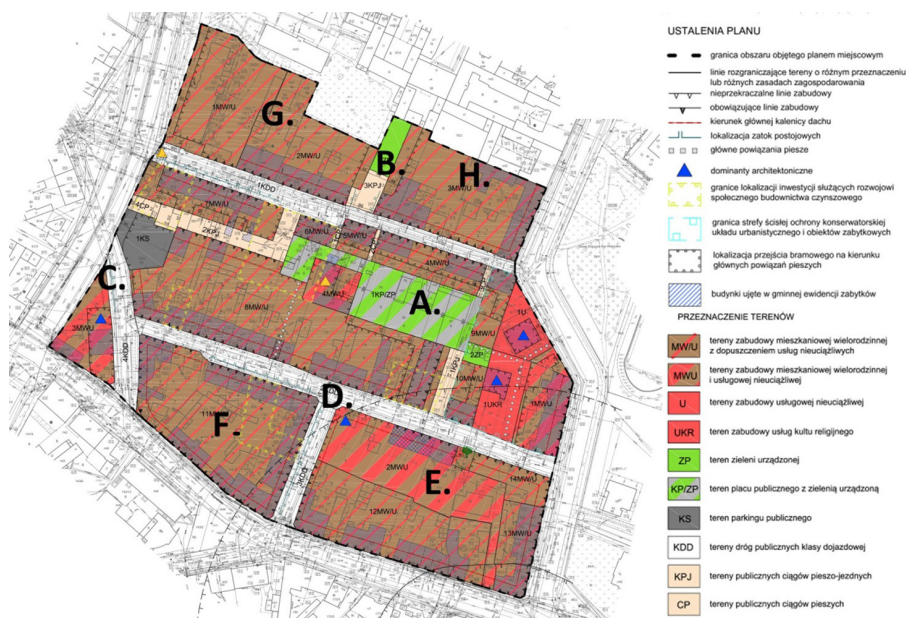 G.
1MW/U
2MW/U
B.
3KPJ
H.
3MW/U
1KDD
4CP
7MW/U
2KPJ
6MW/U
5MW/U
1KS
4MW/U
C.
8MW/U
4MWU
1KP/ZP
A.
1U
9MW/U
2ZP
3MWU
4KDD
1KPJ
10MW/U
1UKR
1MWU
D.
11MW/U
F.
3KDD
2MWU
E.
14MW/U
12MW/U
13MW/U
USTALENIA PLANU
granica obszaru objętego planem miejscowym
linie rozgraniczające tereny o różnym przeznaczeniu
lub różnych zasadach zagospodarowania
nieprzekraczalne linie zabudowy
obowiązujące linie zabudowy
kierunek głównej kalenicy dachu
lokalizacja zatok postojowych
główne powiązania piesze
dominanty architektoniczne
granice lokalizacji inwestycji służących rozwojowi
społecznego budownictwa czynszowego
granica strefy ścisłej ochrony konserwatorskiej
układu urbanistycznego i obiektów zabytkowych
lokalizacja przejścia bramowego na kierunku
głównych powiązań pieszych
budynki ujęte w gminnej ewidencji zabytków
PRZEZNACZENIE TERENÓW
MW/U tereny zabudowy mieszkaniowej wielorodzinnej
z dopuszczeniem usług nieuciążliwych
MWU tereny zabudowy mieszkaniowej wielorodzinnej
i usługowej nieuciążliwej
U tereny zabudowy usługowej nieuciążliwej
UKR teren zabudowy usług kultu religijnego
ZP teren zieleni urządzonej
KP/ZP teren placu publicznego z zielenią urządzoną
KS teren parkingu publicznego
KDD tereny dróg publicznych klasy dojazdowej
KPJ tereny publicznych ciągów pieszo-jezdnych
CP tereny publicznych ciągów pieszych